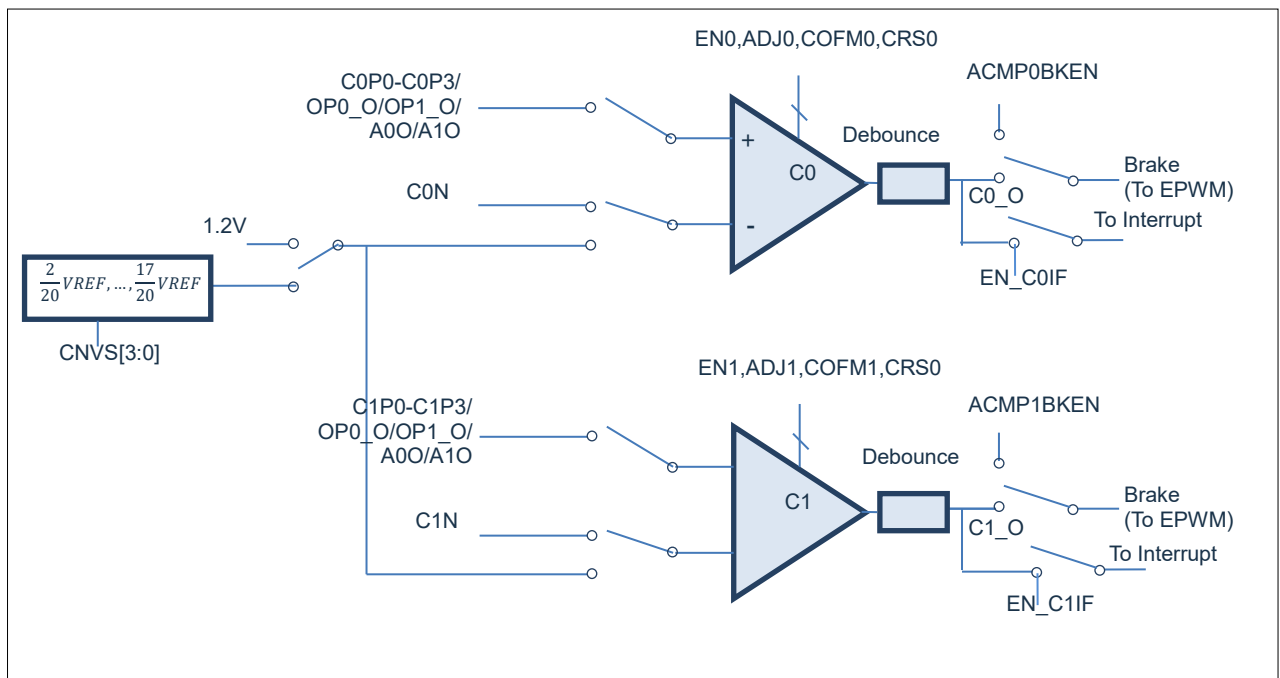 EN0,ADJ0,COFM0,CRS0
C0P0-C0P3/
OP0_O/OP1_O/
A0O/A1O
ACMP0BKEN
Debounce
+
C0
-
C0N
C0_O
Brake
(To EPWM)
To Interrupt
EN_C0IF
1.2V
2/20 VREF,...,17/20 VREF
CNVS[3:0]
EN1,ADJ1,COFM1,CRS0
C1P0-C1P3/
OP0_O/OP1_O/
A0O/A1O
ACMP1BKEN
Debounce
C1
C1N
C1_O
Brake
(To EPWM)
To Interrupt
EN_C1IF